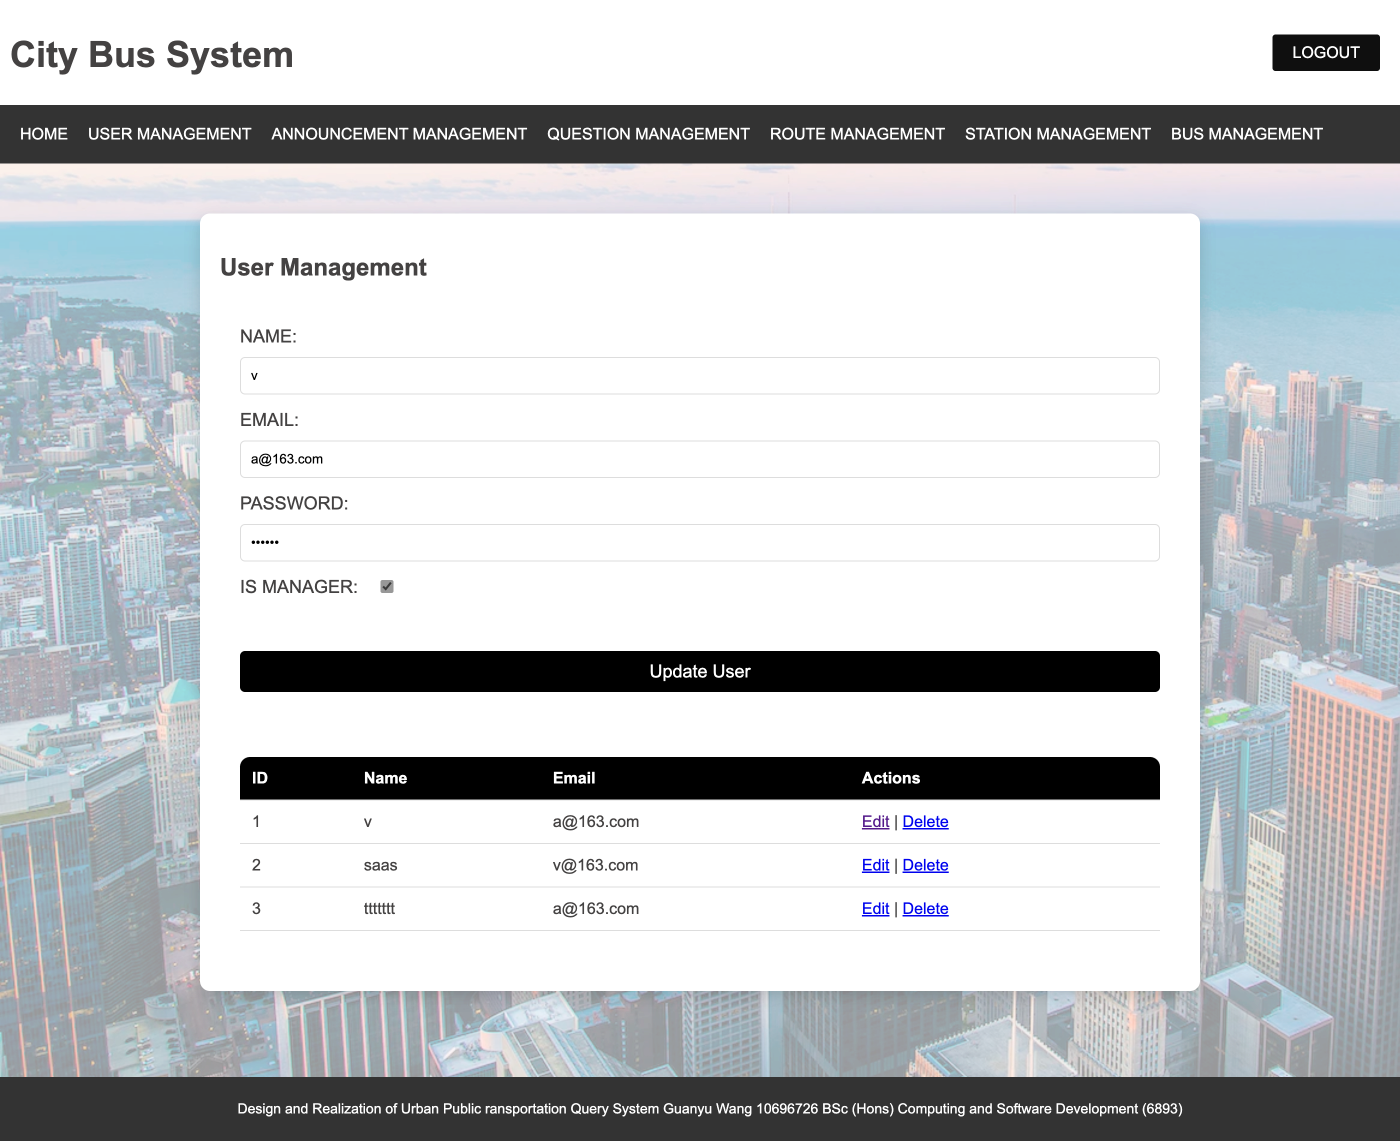 City Bus System
LOGOUT
HOME USER MANAGEMENT ANNOUNCEMENT MANAGEMENT QUESTION MANAGEMENT ROUTE MANAGEMENT STATION MANAGEMENT BUS MANAGEMENT
User Management
NAME:
v
EMAIL:
a@163.com
PASSWORD:
••••••
IS MANAGER:
Update User
ID Name Email Actions
1 v a@163.com Edit | Delete
2 saas v@163.com Edit | Delete
3 ttttttt a@163.com Edit | Delete
Design and Realization of Urban Public ransportation Query System Guanyu Wang 10696726 BSc (Hons) Computing and Software Development (6893)